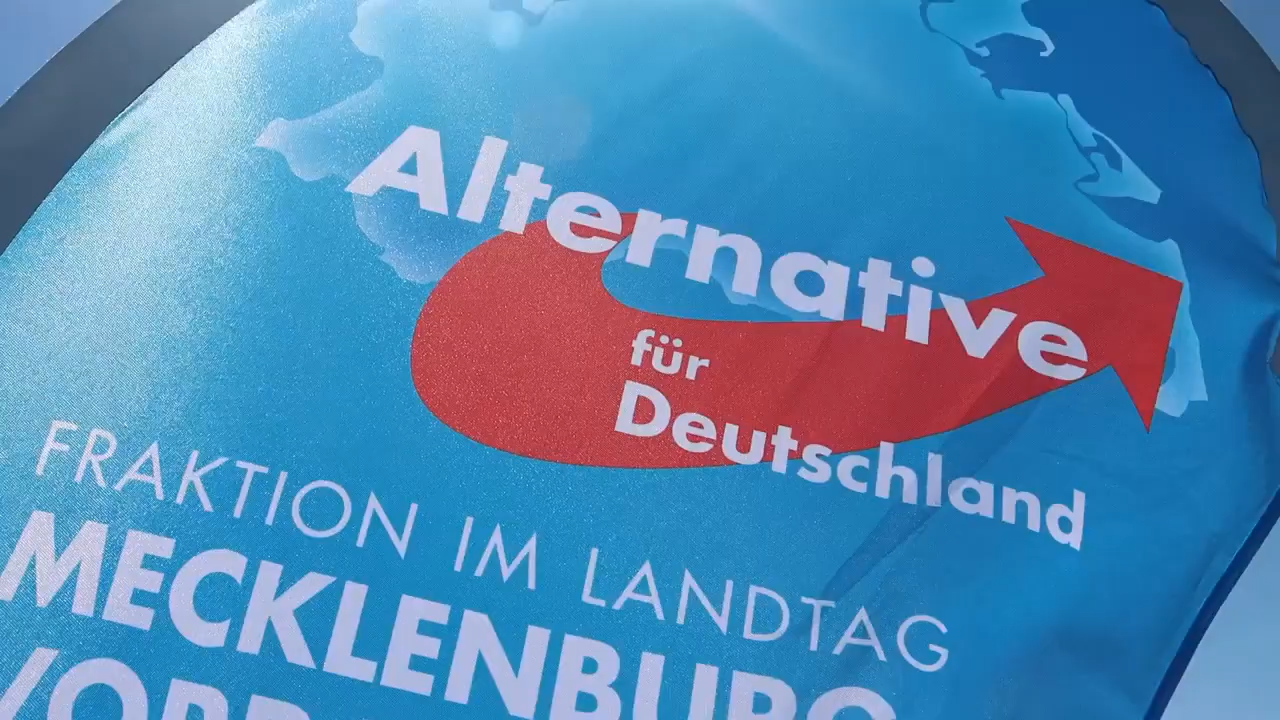 Alternative
für
Deutschland
FRAKTION IM LANDTAG
MECKLENBURG